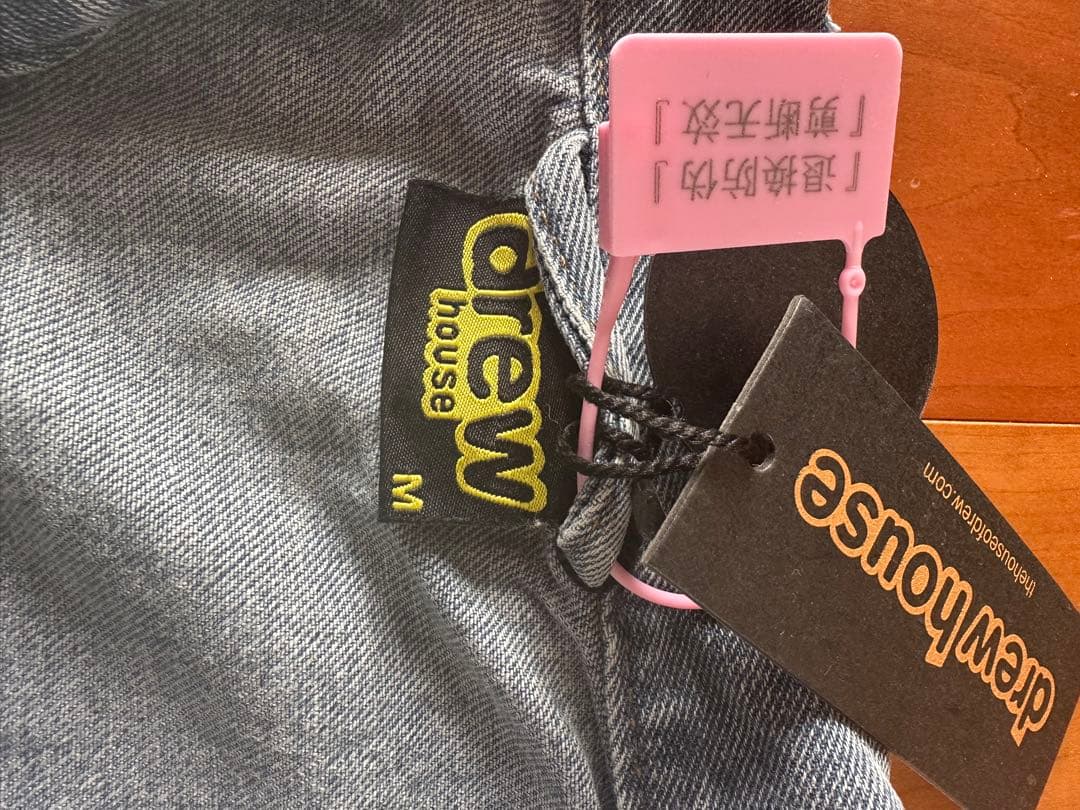 「退换防伪」
「剪断无效」
drew
house
M
drew house
thehouseofdrew.com